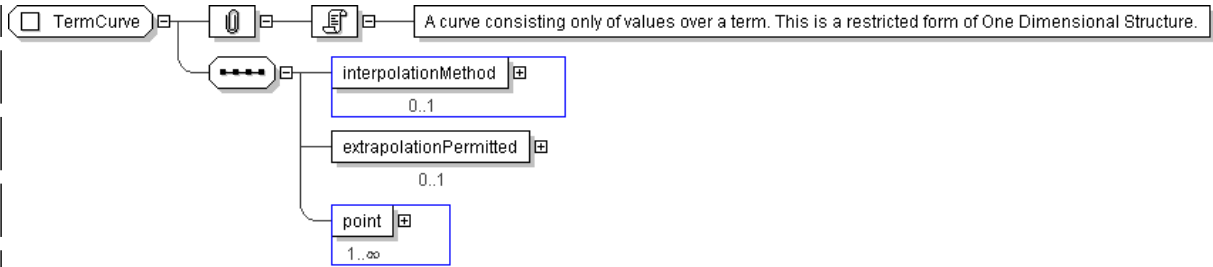 TermCurve
A curve consisting only of values over a term. This is a restricted form of One Dimensional Structure.
interpolationMethod
0..1
extrapolationPermitted
0..1
point
1..∞